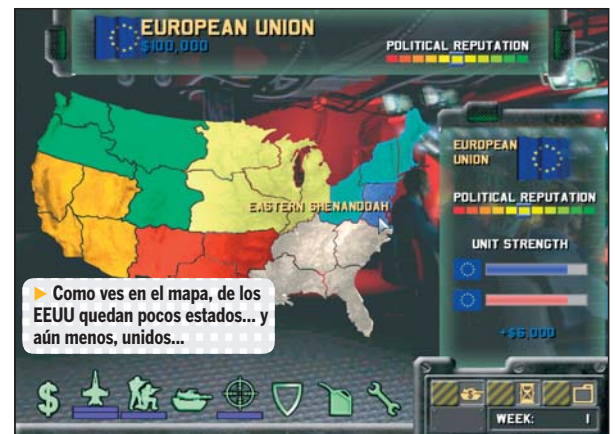 EUROPEAN UNION
$100,000
POLITICAL REPUTATION
EUROPEAN
UNION
POLITICAL REPUTATION
EASTERN SHENANDOAH
UNIT STRENGTH
+$6,000
Como ves en el mapa, de los
EEUU quedan pocos estados... y
aún menos, unidos...
$
WEEK: 1